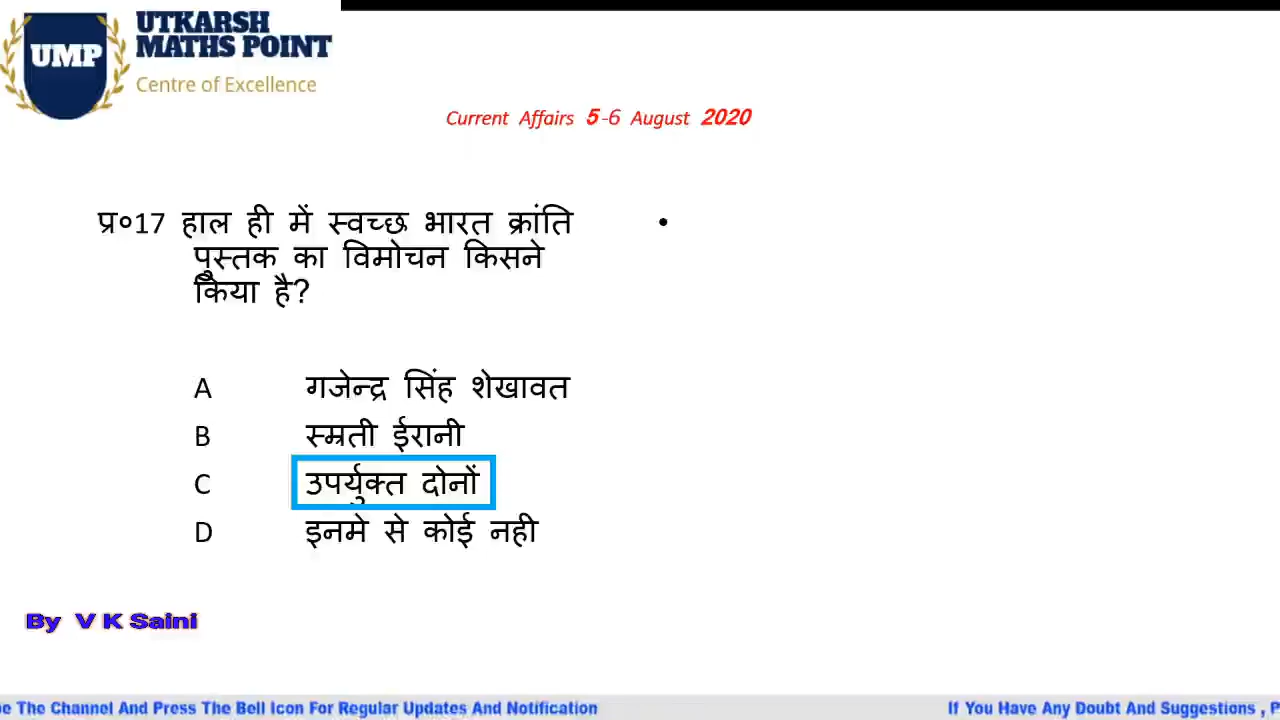 UTKARSH
MATHS POINT
UMP
Centre of Excellence
Current Affairs 5-6 August 2020
प्र०17 हाल ही में स्वच्छ भारत क्रांति
पुस्तक का विमोचन किसने
किया है?
•
A गजेन्द्र सिंह शेखावत
B स्म्रती ईरानी
C उपर्युक्त दोनों
D इनमे से कोई नही
By V K Saini
The Channel And Press The Bell Icon For Regular Updates And Notification
If You Have Any Doubt And Suggestions ,